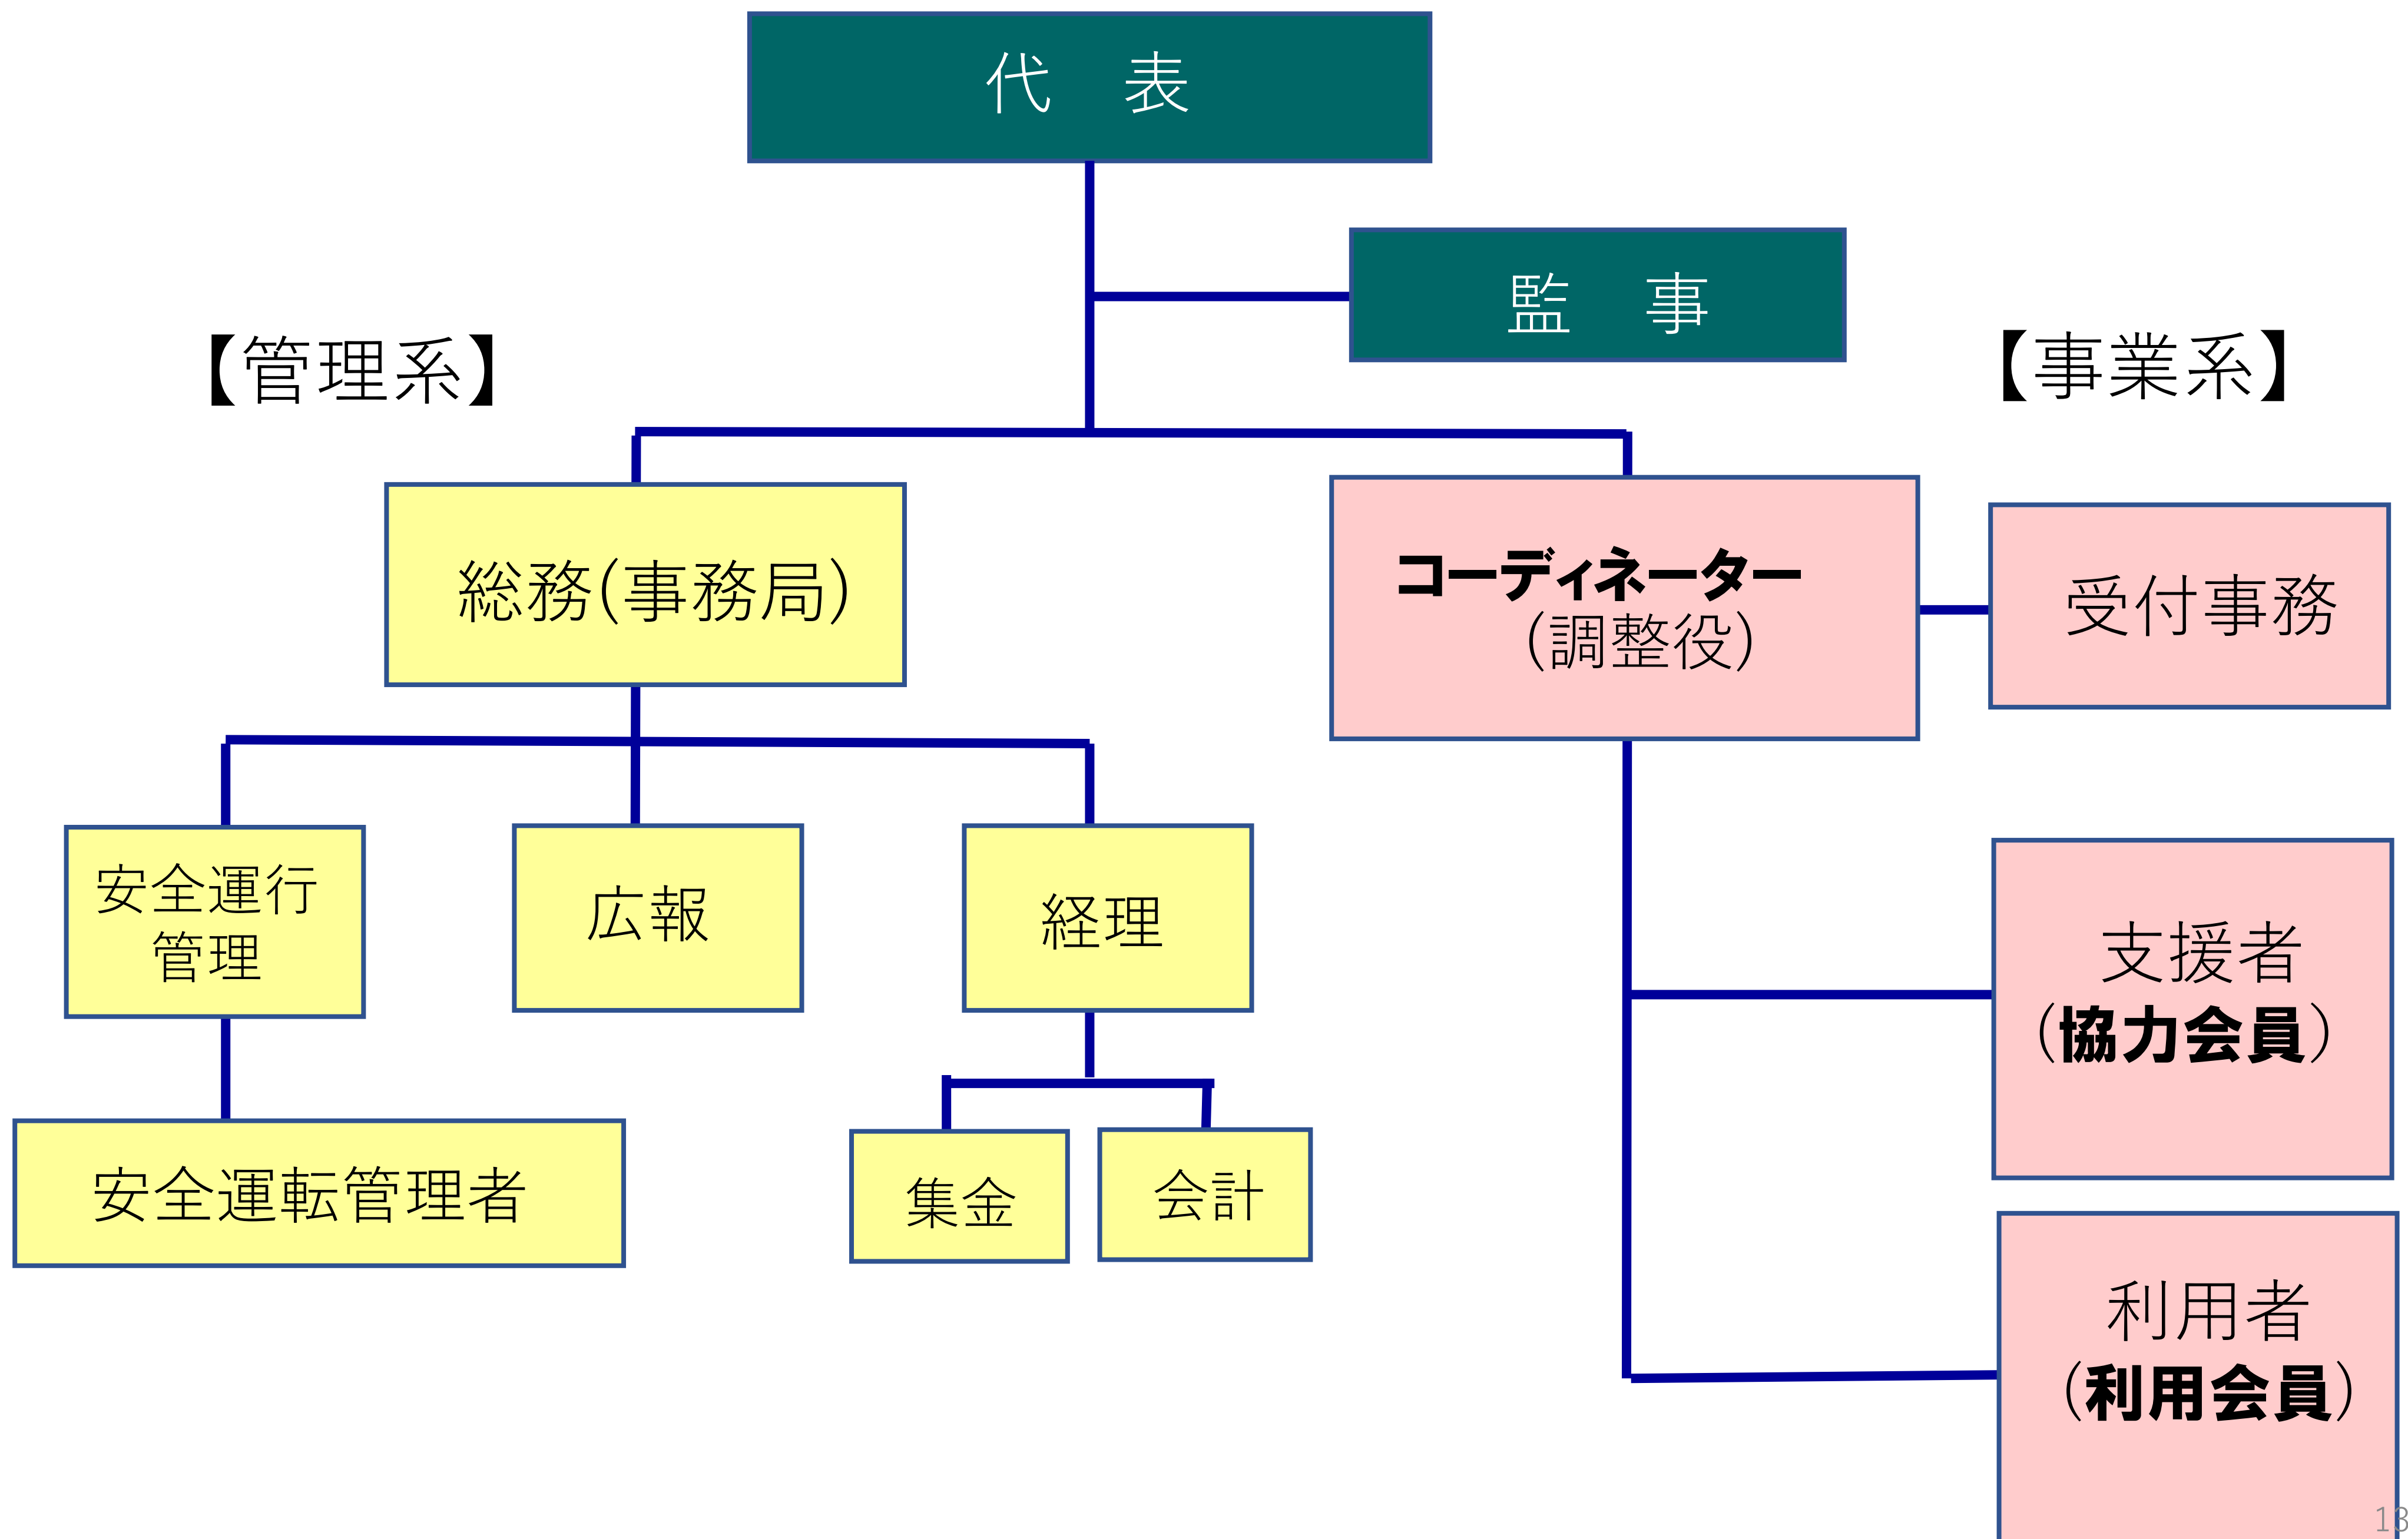 代　表
監　事
【管理系】
【事業系】
総務(事務局)
コーディネーター
(調整役)
受付事務
安全運行
管理
広報
経理
支援者
(協力会員)
安全運転管理者
集金
会計
利用者
(利用会員)
13